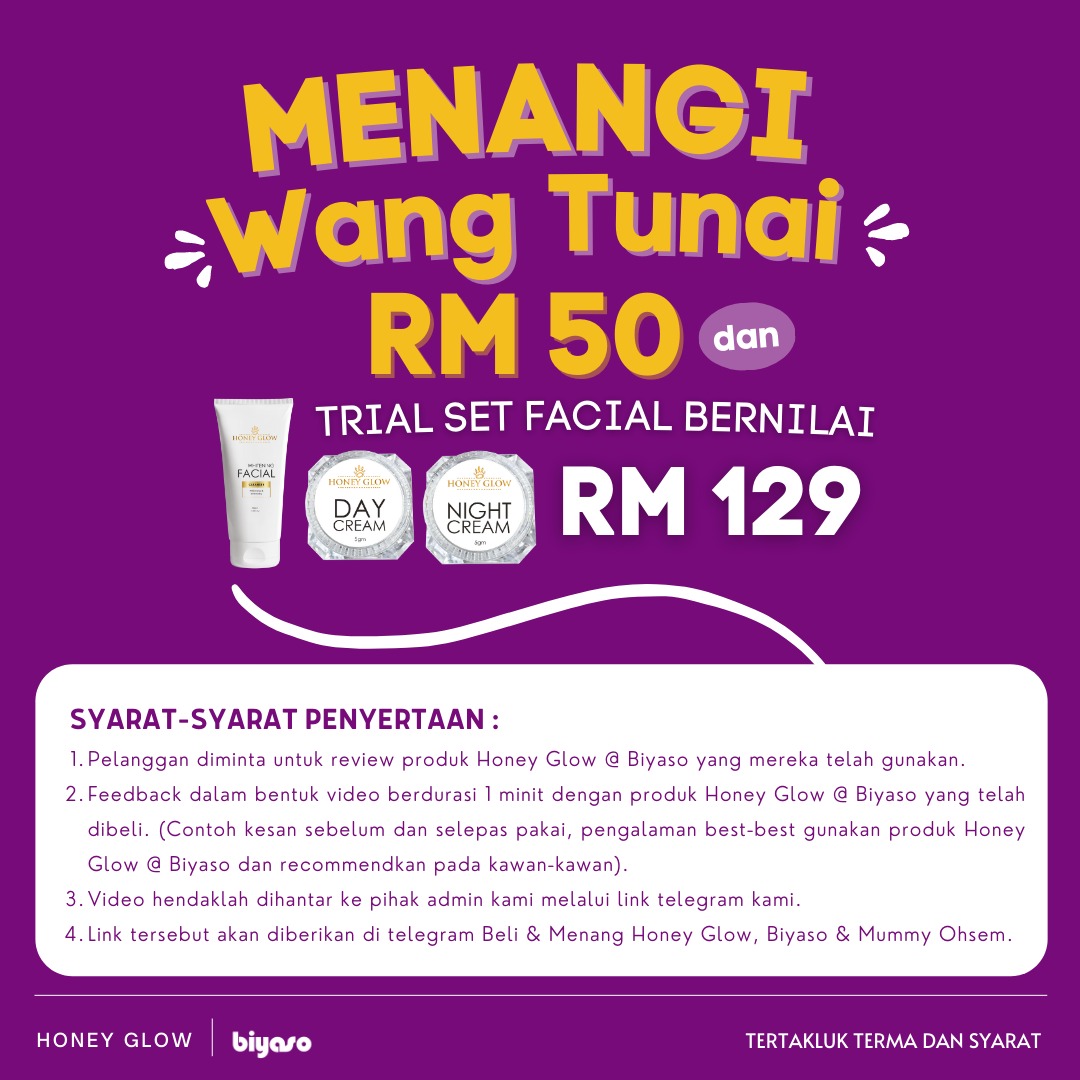 MENANGI
Wang Tunai
RM 50 dan
TRIAL SET FACIAL BERNILAI
RM 129
HONEY GLOW
WHITENING
FACIAL
HONEY GLOW
DAY
CREAM
5gm
HONEY GLOW
NIGHT
CREAM
5gm
SYARAT-SYARAT PENYERTAAN :
1. Pelanggan diminta untuk review produk Honey Glow @ Biyaso yang mereka telah gunakan.
2. Feedback dalam bentuk video berdurasi 1 minit dengan produk Honey Glow @ Biyaso yang telah
dibeli. (Contoh kesan sebelum dan selepas pakai, pengalaman best-best gunakan produk Honey
Glow @ Biyaso dan recommendkan pada kawan-kawan).
3. Video hendaklah dihantar ke pihak admin kami melalui link telegram kami.
4. Link tersebut akan diberikan di telegram Beli & Menang Honey Glow, Biyaso & Mummy Ohsem.
HONEY GLOW
biyaso
TERTAKLUK TERMA DAN SYARAT